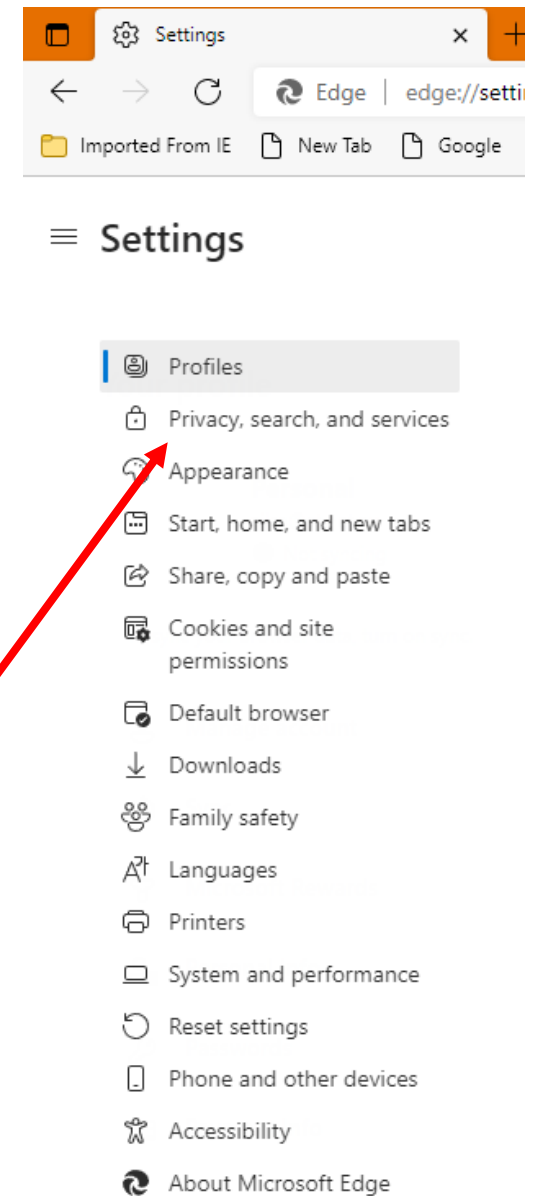 Settings
Edge | edge://setti
Imported From IE New Tab Google
Settings
Profiles
Privacy, search, and services
Appearance
Start, home, and new tabs
Share, copy and paste
Cookies and site
permissions
Default browser
Downloads
Family safety
Languages
Printers
System and performance
Reset settings
Phone and other devices
Accessibility
About Microsoft Edge